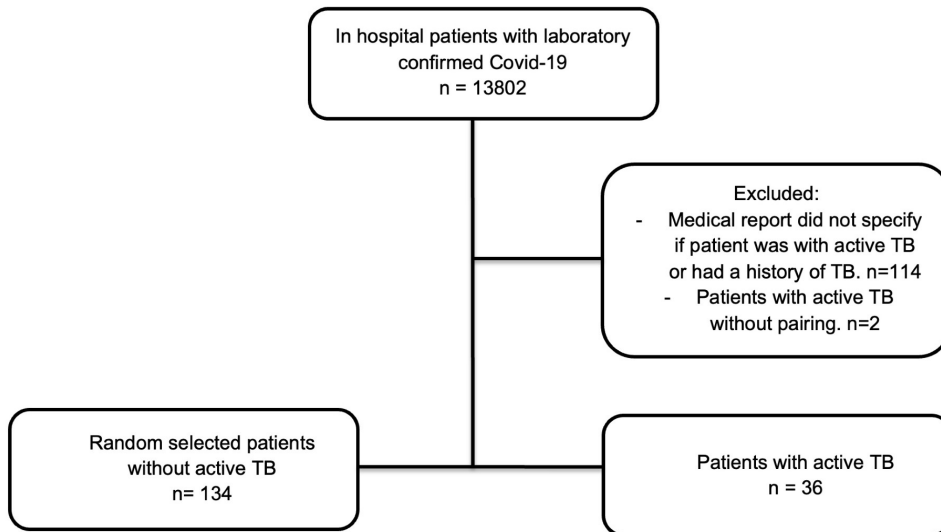 In hospital patients with laboratory
confirmed Covid-19
n = 13802
Excluded:
- Medical report did not specify
if patient was with active TB
or had a history of TB. n=114
- Patients with active TB
without pairing. n=2
Random selected patients
without active TB
n= 134
Patients with active TB
n = 36